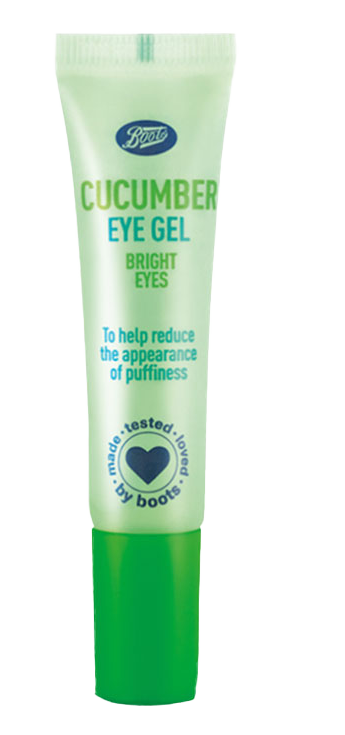 Boots
CUCUMBER
EYE GEL
BRIGHT
EYES
To help reduce
the appearance
of puffiness
made · tested · loved
· by boots ·